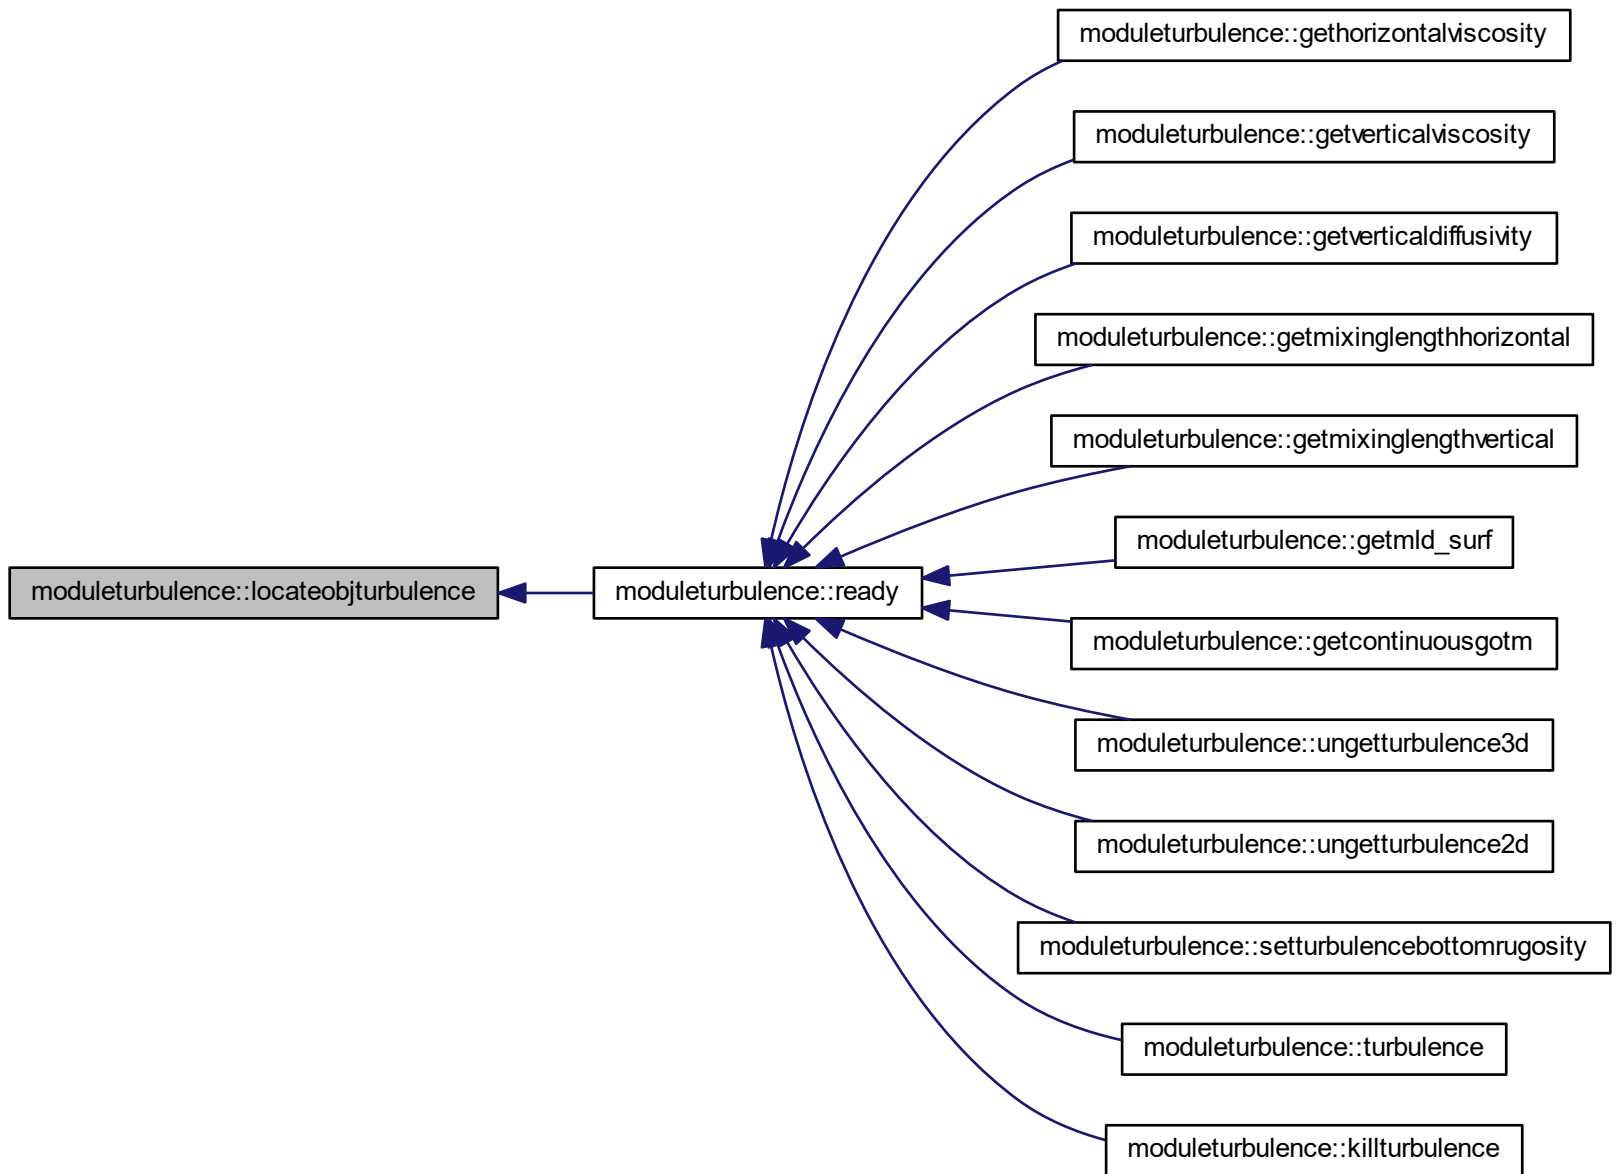 moduleturbulence::gethorizontalviscosity
moduleturbulence::getverticalviscosity
moduleturbulence::getverticaldiffusivity
moduleturbulence::getmixinglengthhorizontal
moduleturbulence::getmixinglengthvertical
moduleturbulence::getmld_surf
moduleturbulence::locateobjturbulence
moduleturbulence::ready
moduleturbulence::getcontinuousgotm
moduleturbulence::ungetturbulence3d
moduleturbulence::ungetturbulence2d
moduleturbulence::setturbulencebottomrugosity
moduleturbulence::turbulence
moduleturbulence::killturbulence